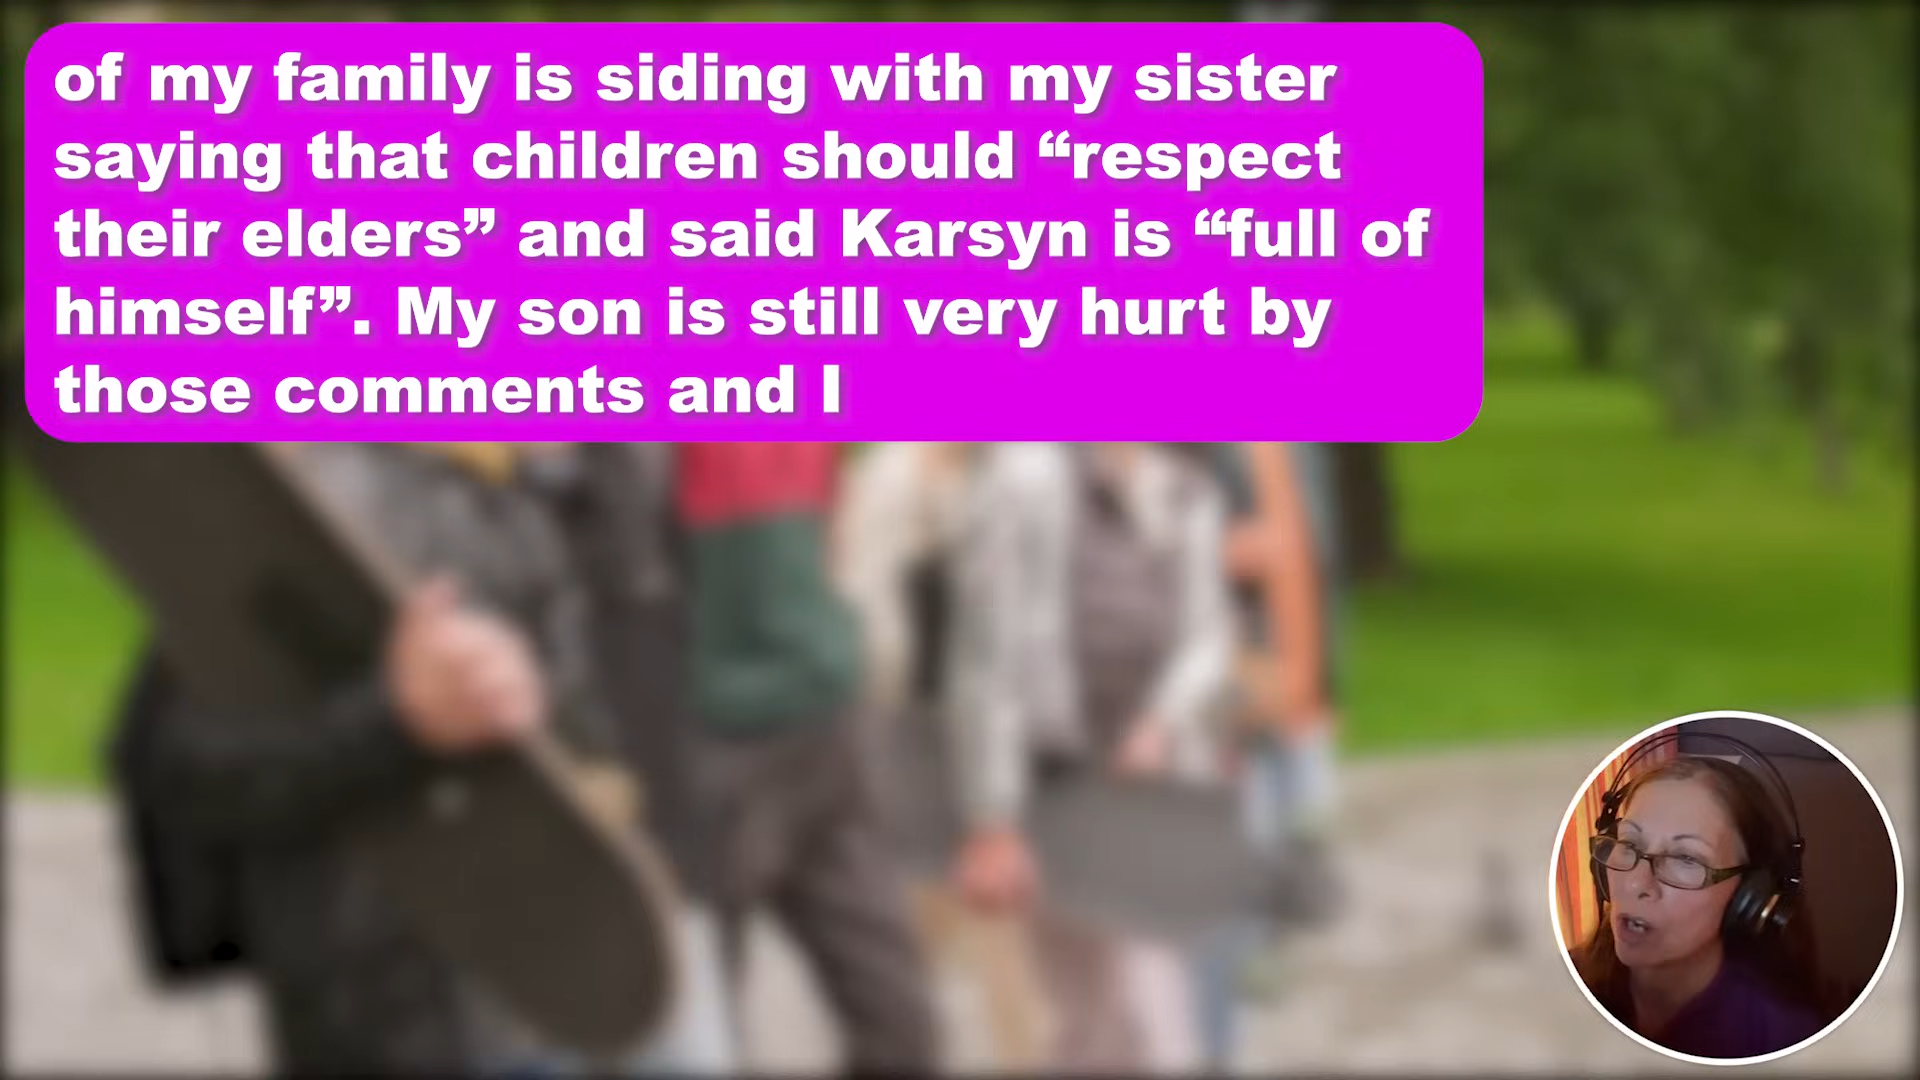 of my family is siding with my sister
saying that children should “respect
their elders” and said Karsyn is “full of
himself”. My son is still very hurt by
those comments and I